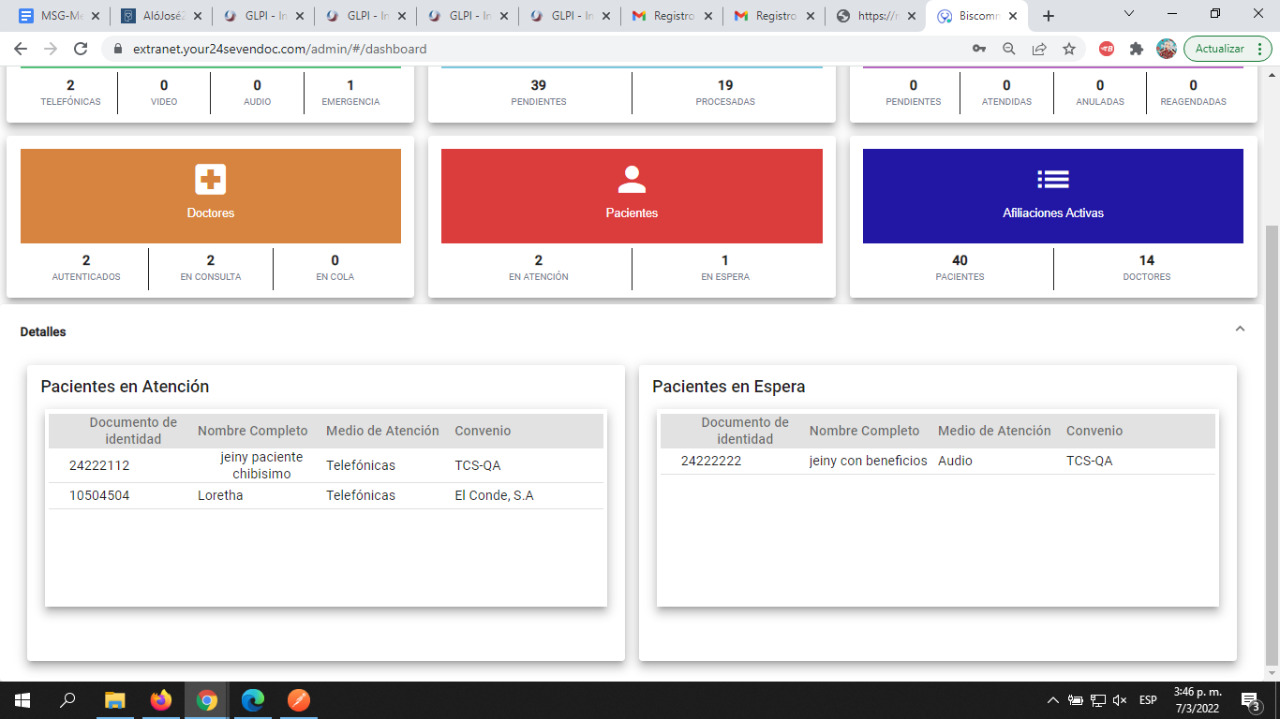 MSG-Me
AlóJosé.
GLPI - In
GLPI - In
GLPI - In
GLPI - In
Registro
Registro
https://
Biscomm
extranet.your24sevendoc.com/admin/#/dashboard
Actualizar
2 0 0 1
TELEFÓNICAS VIDEO AUDIO EMERGENCIA
39 19
PENDIENTES PROCESADAS
0 0 0 0
PENDIENTES ATENDIDAS ANULADAS REAGENDADAS
Doctores
2 2 0
AUTENTICADOS EN CONSULTA EN COLA
Pacientes
2 1
EN ATENCIÓN EN ESPERA
Afiliaciones Activas
40 14
PACIENTES DOCTORES
Detalles
Pacientes en Atención
Documento de identidad Nombre Completo Medio de Atención Convenio
24222112 jeiny paciente chibisimo Telefónicas TCS-QA
10504504 Loretha Telefónicas El Conde, S.A
Pacientes en Espera
Documento de identidad Nombre Completo Medio de Atención Convenio
24222222 jeiny con beneficios Audio TCS-QA
ESP
3:46 p. m.
7/3/2022
3